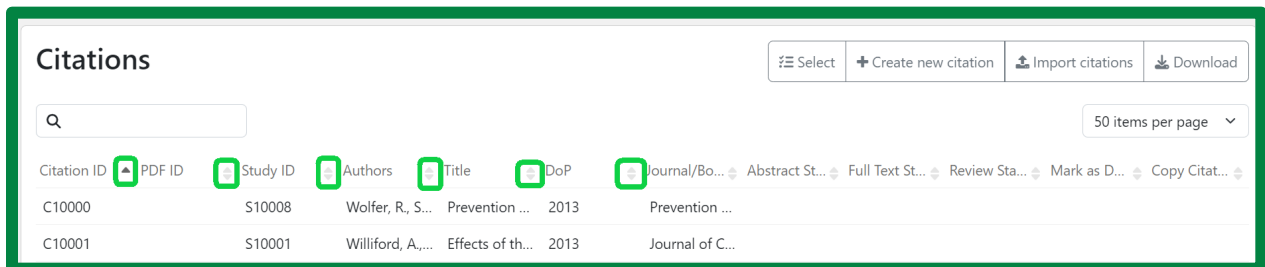 Citations
Select Create new citation Import citations Download
50 items per page
Citation ID PDF ID Study ID Authors Title DoP Journal/Bo... Abstract St... Full Text St... Review Sta... Mark as D... Copy Citat...
C10000 S10008 Wolfer, R., S... Prevention ... 2013 Prevention ...
C10001 S10001 Williford, A.,... Effects of th... 2013 Journal of C...